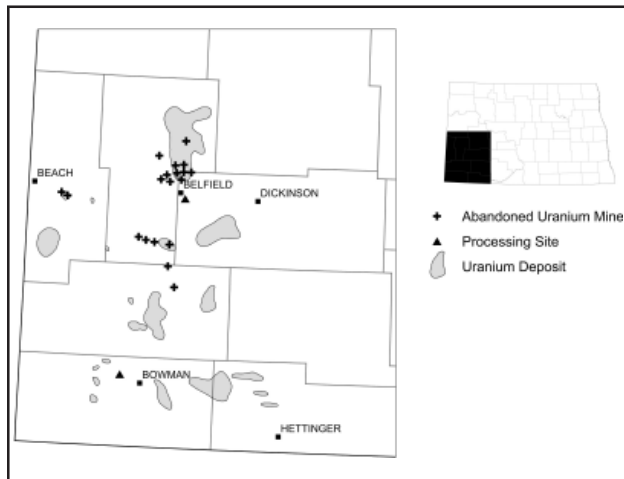 BEACH
BELFIELD
DICKINSON
BOWMAN
HETTINGER
Abandoned Uranium Mine
Processing Site
Uranium Deposit